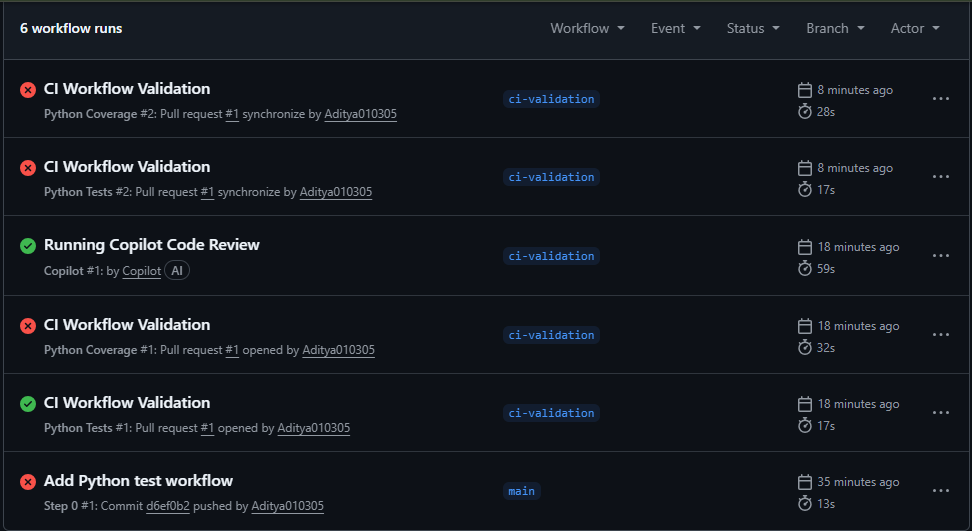 6 workflow runs Workflow Event Status Branch Actor
CI Workflow Validation
ci-validation
8 minutes ago
Python Coverage #2: Pull request #1 synchronize by Aditya010305
28s
CI Workflow Validation
ci-validation
8 minutes ago
Python Tests #2: Pull request #1 synchronize by Aditya010305
17s
Running Copilot Code Review
ci-validation
18 minutes ago
Copilot #1: by Copilot AI
59s
CI Workflow Validation
ci-validation
18 minutes ago
Python Coverage #1: Pull request #1 opened by Aditya010305
32s
CI Workflow Validation
ci-validation
18 minutes ago
Python Tests #1: Pull request #1 opened by Aditya010305
17s
Add Python test workflow
main
35 minutes ago
Step 0 #1: Commit d6ef0b2 pushed by Aditya010305
13s